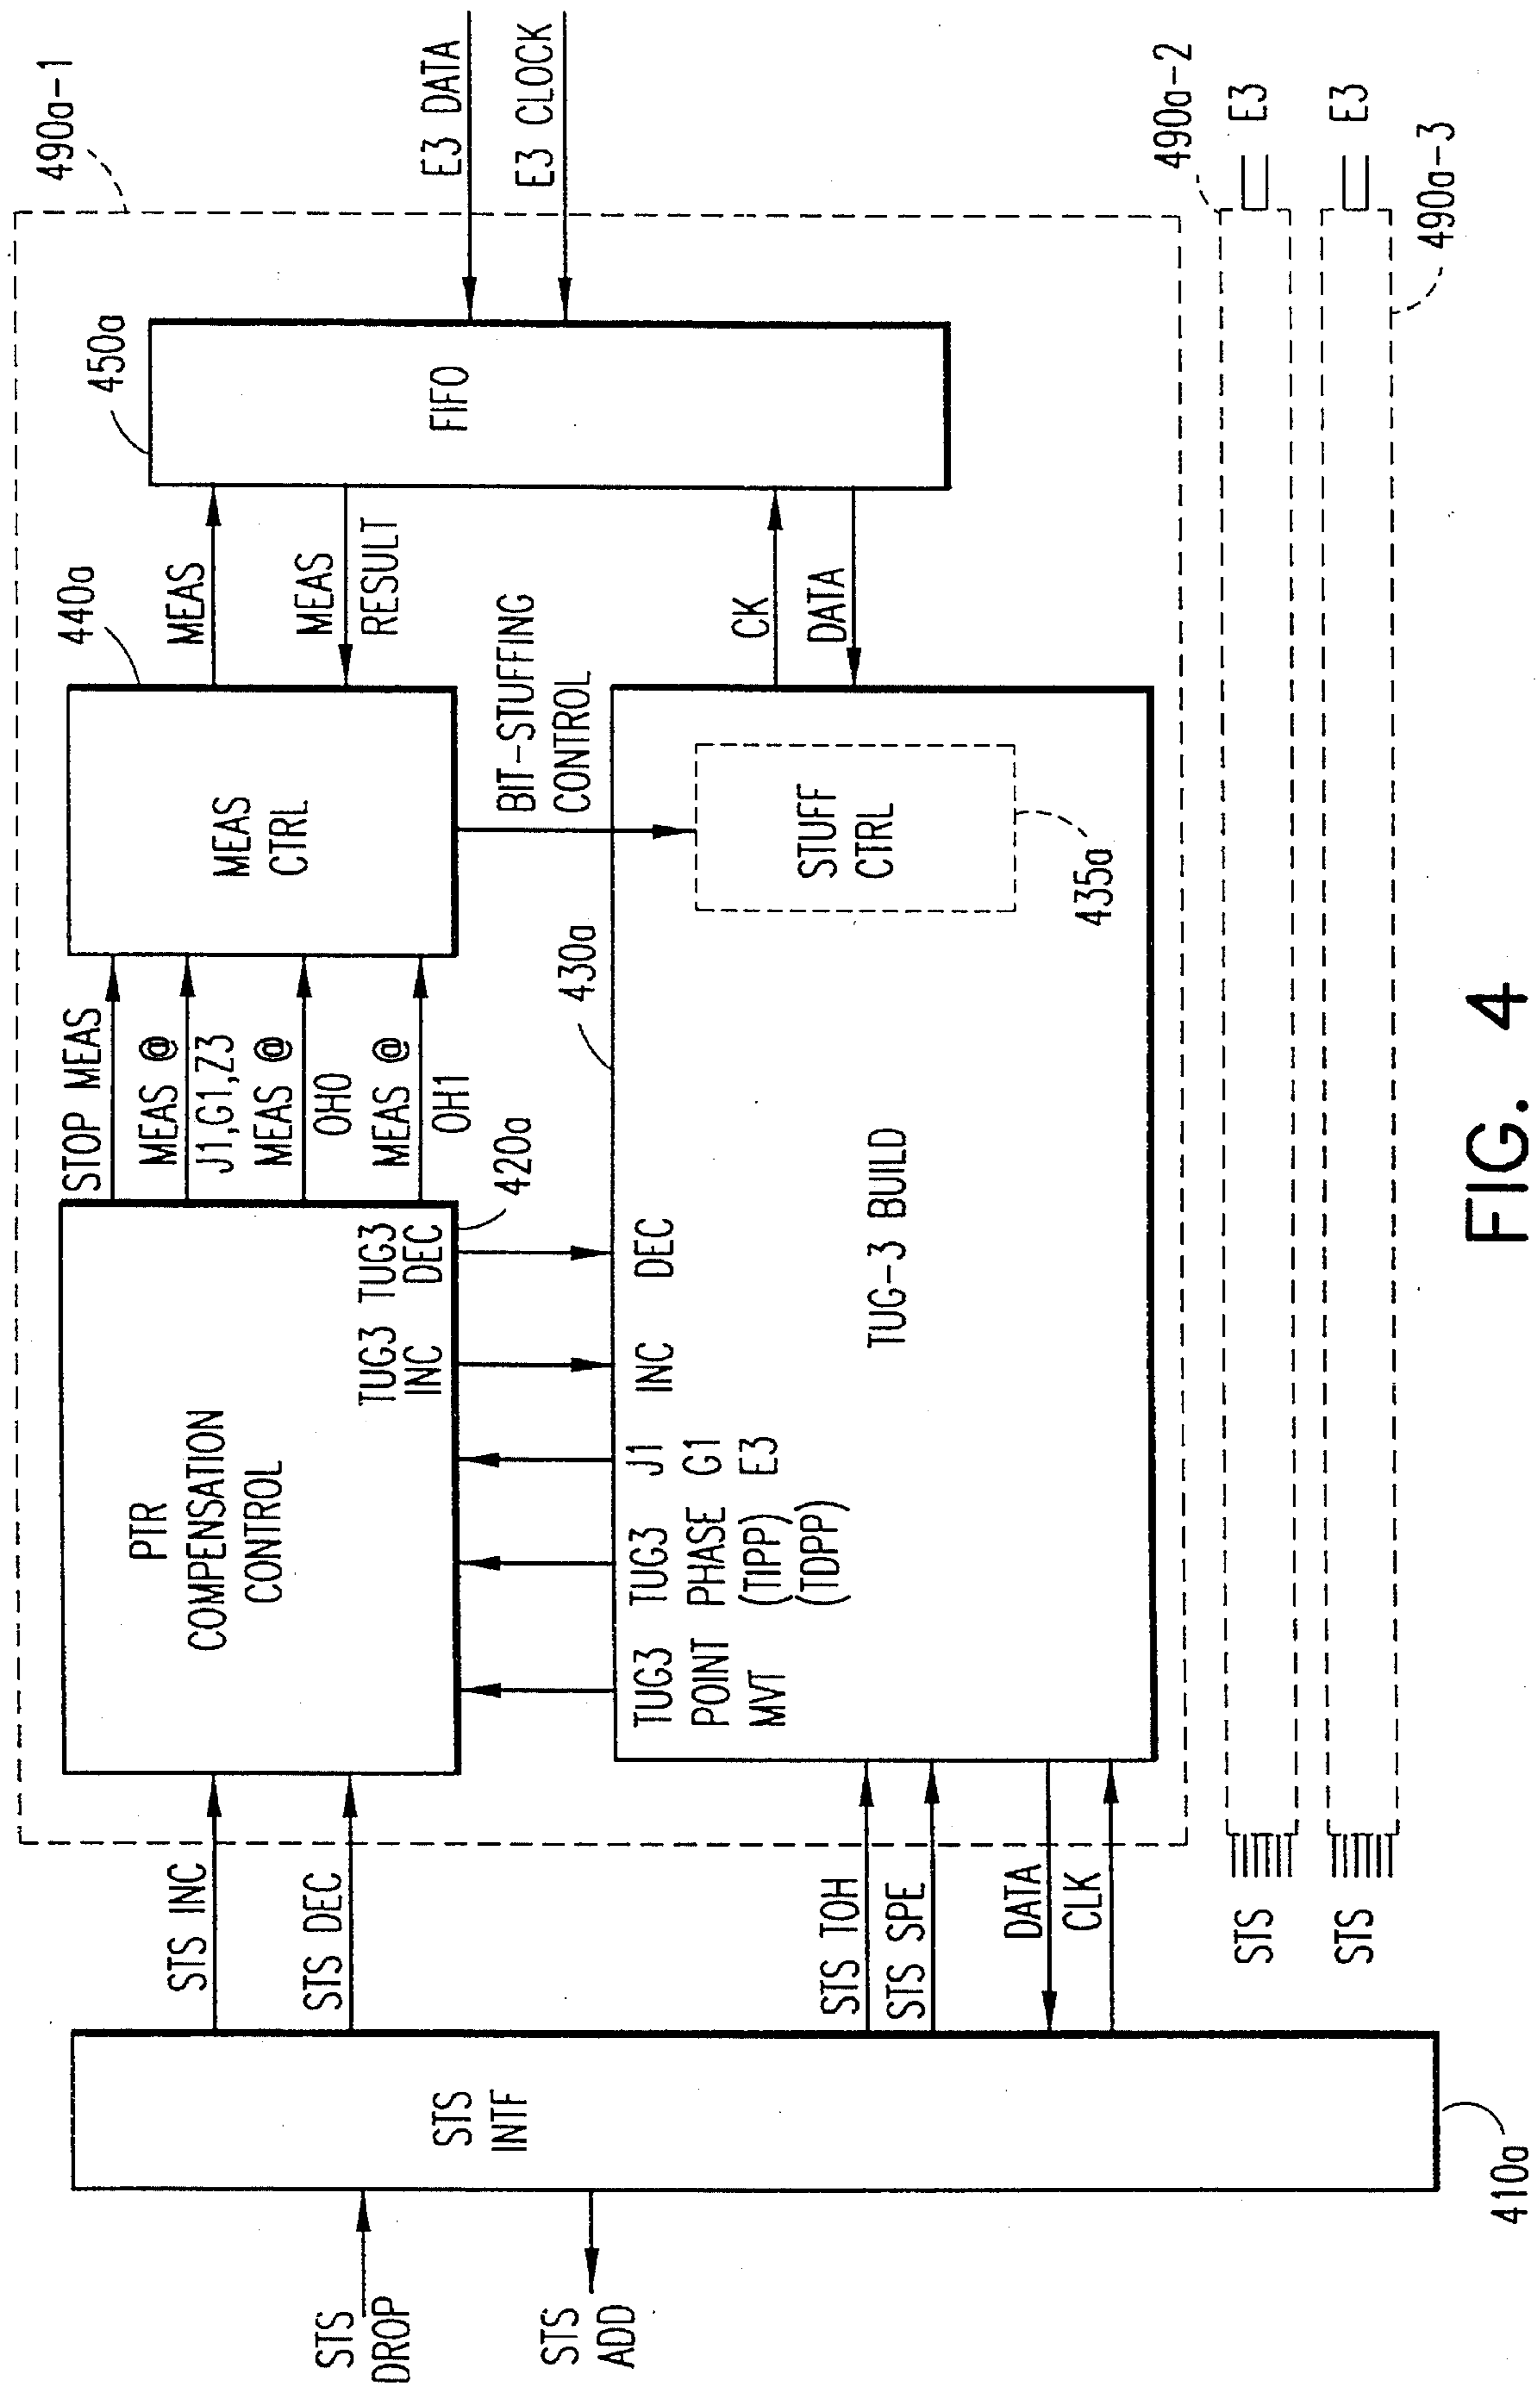 490a-1
450a
440a
E3 DATA
E3 CLOCK
FIFO
MEAS
MEAS
RESULT
CK
DATA
MEAS
CTRL
BIT-STUFFING
CONTROL
STUFF
CTRL
435a
STOP MEAS
MEAS @
J1,G1,Z3
MEAS @
OH0
MEAS @
OH1
420a
430a
PTR
COMPENSATION
CONTROL
TUG3
INC
TUG3
DEC
TUG3
POINT
MVT
TUG3
PHASE
(TIPP)
(TDPP)
J1
G1
E3
INC
DEC
TUG-3 BUILD
STS INC
STS DEC
STS TOH
STS SPE
DATA
CLK
STS
INTF
410a
STS
DROP
STS
ADD
490a-2
STS
E3
490a-3
STS
E3
FIG. 4